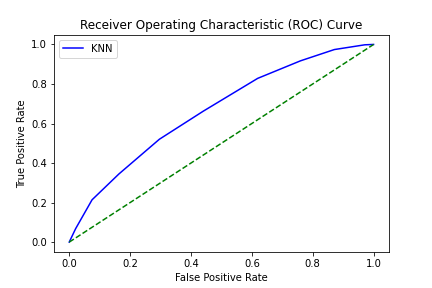 Receiver Operating Characteristic (ROC) Curve
KNN
1.0
0.8
0.6
0.4
0.2
0.0
True Positive Rate
0.0 0.2 0.4 0.6 0.8 1.0
False Positive Rate